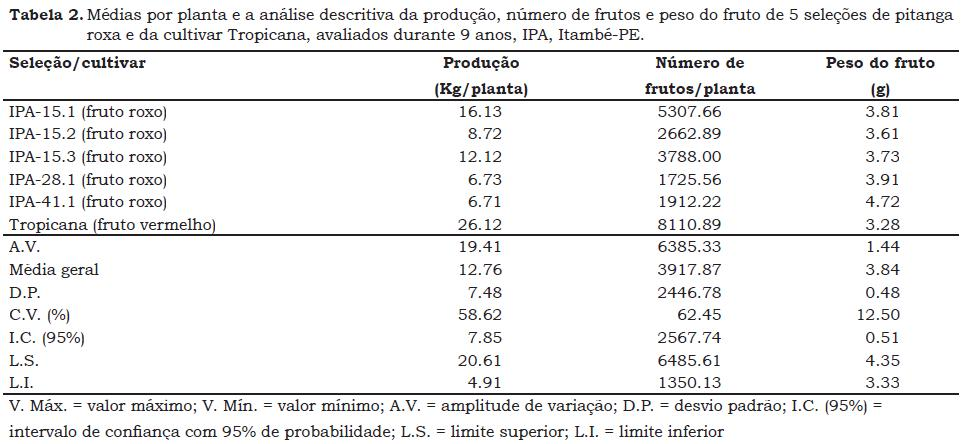 Tabela 2. Médias por planta e a análise descritiva da produção, número de frutos e peso do fruto de 5 seleções de pitanga
roxa e da cultivar Tropicana, avaliados durante 9 anos, IPA, Itambé-PE.
Seleção/cultivar Produção Número de Peso do fruto
(Kg/planta) frutos/planta (g)
IPA-15.1 (fruto roxo) 16.13 5307.66 3.81
IPA-15.2 (fruto roxo) 8.72 2662.89 3.61
IPA-15.3 (fruto roxo) 12.12 3788.00 3.73
IPA-28.1 (fruto roxo) 6.73 1725.56 3.91
IPA-41.1 (fruto roxo) 6.71 1912.22 4.72
Tropicana (fruto vermelho) 26.12 8110.89 3.28
A.V. 19.41 6385.33 1.44
Média geral 12.76 3917.87 3.84
D.P. 7.48 2446.78 0.48
C.V. (%) 58.62 62.45 12.50
I.C. (95%) 7.85 2567.74 0.51
L.S. 20.61 6485.61 4.35
L.I. 4.91 1350.13 3.33
V. Máx. = valor máximo; V. Mín. = valor mínimo; A.V. = amplitude de variação; D.P. = desvio padrão; I.C. (95%) =
intervalo de confiança com 95% de probabilidade; L.S. = limite superior; L.I. = limite inferior